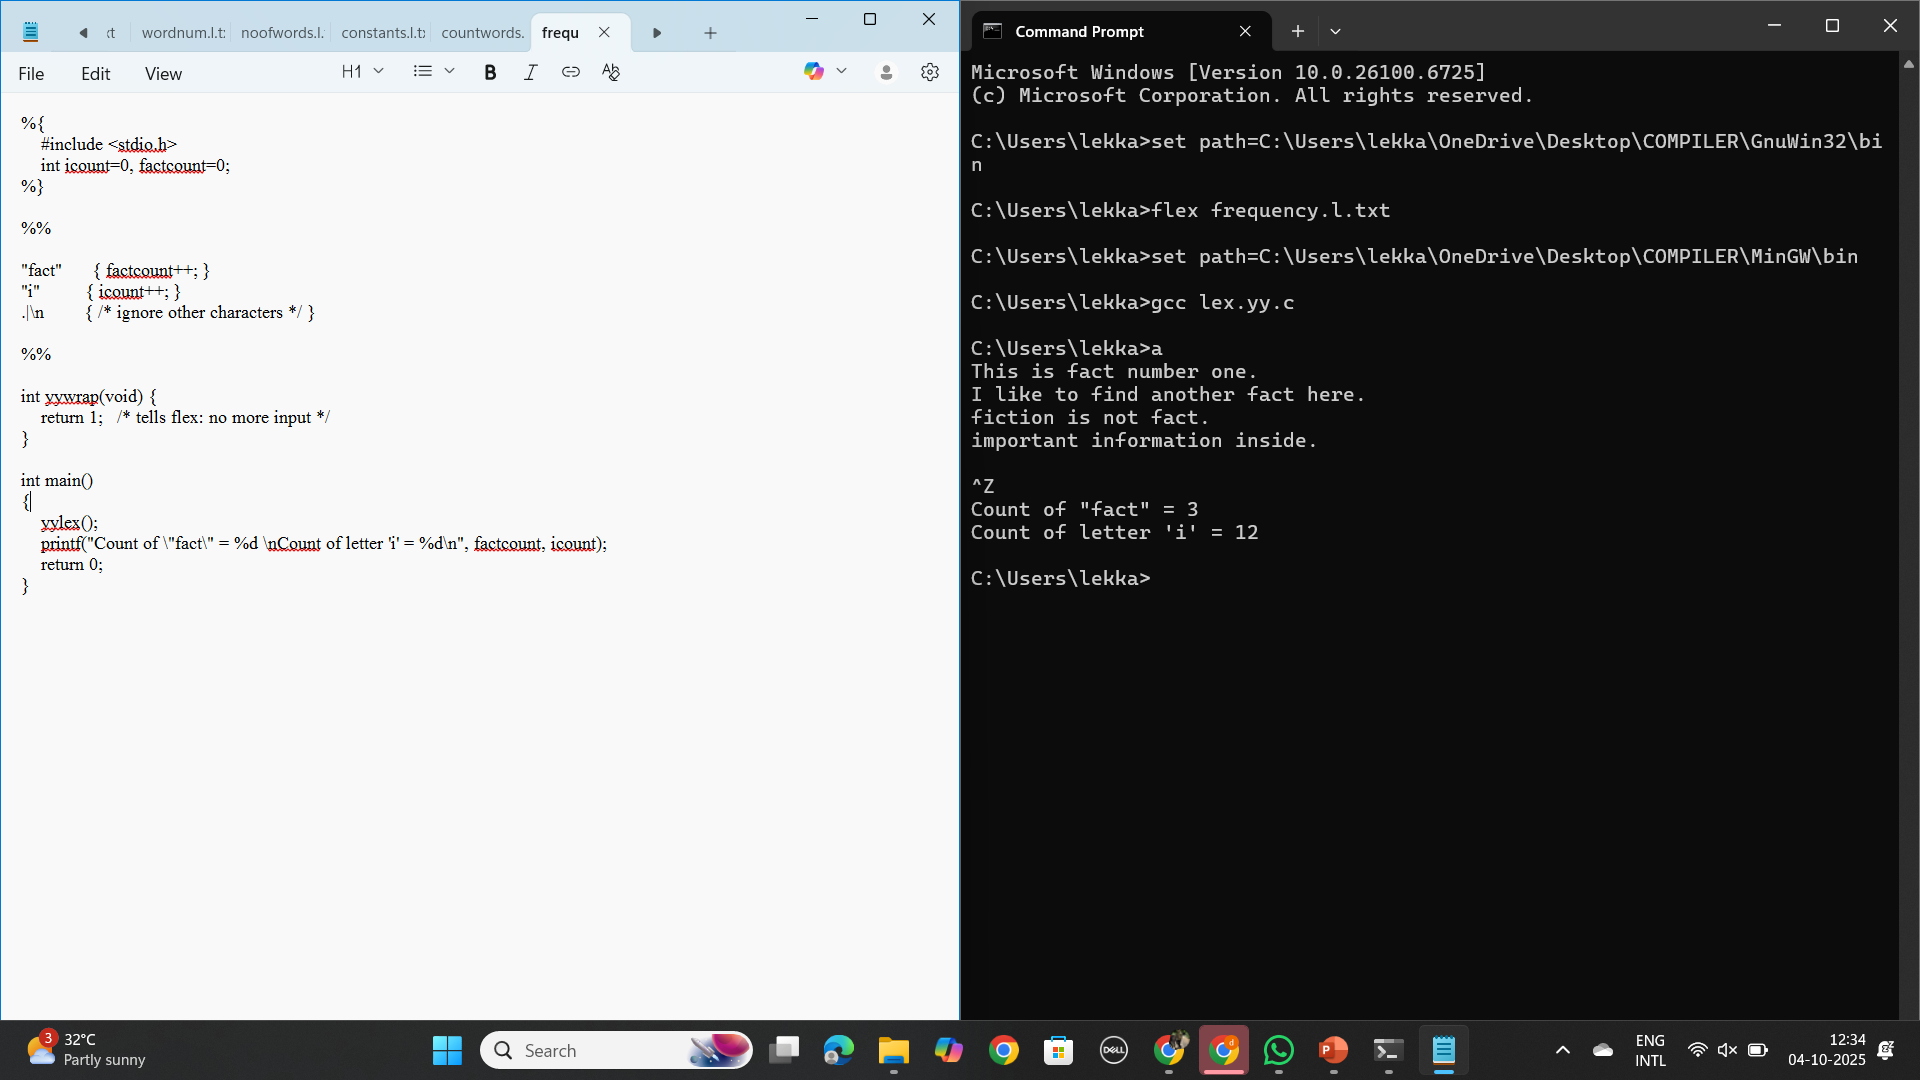 xt
wordnum.l.t
noofwords.l.
constants.l.t
countwords.
frequ
File
Edit
View
H1
%{
#include <stdio.h>
int icount=0, factcount=0;
%}
%%
"fact" { factcount++; }
"i" { icount++; }
.|\n { /* ignore other characters */ }
%%
int yywrap(void) {
return 1; /* tells flex: no more input */
}
int main()
{
yylex();
printf("Count of \"fact\" = %d \nCount of letter 'i' = %d\n", factcount, icount);
return 0;
}
Command Prompt
Microsoft Windows [Version 10.0.26100.6725]
(c) Microsoft Corporation. All rights reserved.
C:\Users\lekka>set path=C:\Users\lekka\OneDrive\Desktop\COMPILER\GnuWin32\bi
n
C:\Users\lekka>flex frequency.l.txt
C:\Users\lekka>set path=C:\Users\lekka\OneDrive\Desktop\COMPILER\MinGW\bin
C:\Users\lekka>gcc lex.yy.c
C:\Users\lekka>a
This is fact number one.
I like to find another fact here.
fiction is not fact.
important information inside.
^Z
Count of "fact" = 3
Count of letter 'i' = 12
C:\Users\lekka>
3
32°C
Partly sunny
Search
DELL
d
P
ENG
INTL
12:34
04-10-2025